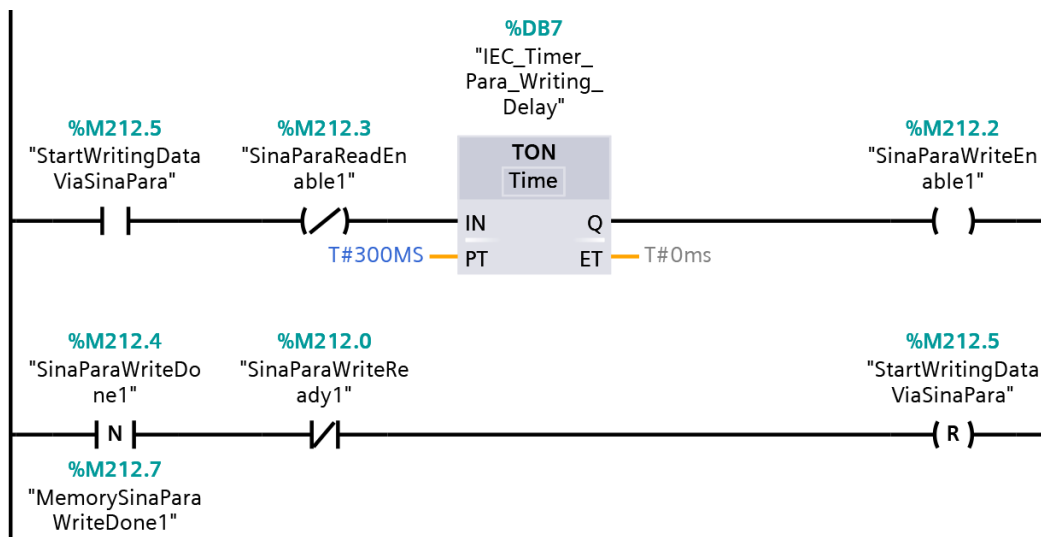 %DB7
"IEC_Timer_
Para_Writing_
Delay"
%M212.5
"StartWritingData
ViaSinaPara"
%M212.3
"SinaParaReadEn
able1"
TON
Time
%M212.2
"SinaParaWriteEn
able1"
IN
Q
T#300MS
PT
ET
T#0ms
%M212.4
"SinaParaWriteDo
ne1"
%M212.0
"SinaParaWriteRe
ady1"
%M212.5
"StartWritingData
ViaSinaPara"
N
R
%M212.7
"MemorySinaPara
WriteDone1"